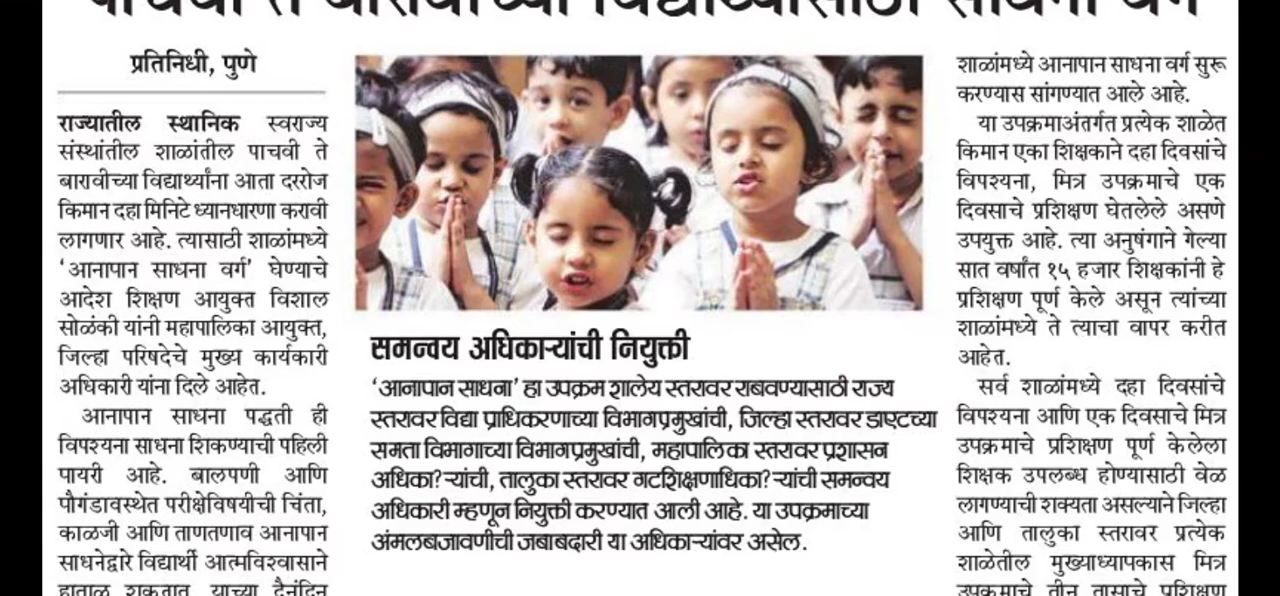 पाचवी ते बारावीच्या विद्यार्थ्यांसाठी साधना वर्ग
प्रतिनिधी, पुणे
राज्यातील स्थानिक स्वराज्य
संस्थांतील शाळांतील पाचवी ते
बारावीच्या विद्यार्थ्यांना आता दररोज
किमान दहा मिनिटे ध्यानधारणा करावी
लागणार आहे. त्यासाठी शाळांमध्ये
‘आनापान साधना वर्ग’ घेण्याचे
आदेश शिक्षण आयुक्त विशाल
सोळंकी यांनी महापालिका आयुक्त,
जिल्हा परिषदेचे मुख्य कार्यकारी
अधिकारी यांना दिले आहेत.
आनापान साधना पद्धती ही
विपश्यना साधना शिकण्याची पहिली
पायरी आहे. बालपणी आणि
पौगंडावस्थेत परीक्षेविषयीची चिंता,
काळजी आणि ताणतणाव आनापान
साधनेद्वारे विद्यार्थी आत्मविश्वासाने
हाताळू शकतात. याच्या दैनंदिन
समन्वय अधिकाऱ्यांची नियुक्ती
‘आनापान साधना’ हा उपक्रम शालेय स्तरावर राबवण्यासाठी राज्य
स्तरावर विद्या प्राधिकरणाच्या विभागप्रमुखांची, जिल्हा स्तरावर डाएटच्या
समता विभागाच्या विभागप्रमुखांची, महापालिका स्तरावर प्रशासन
अधिका?ऱ्यांची, तालुका स्तरावर गटशिक्षणाधिका?ऱ्यांची समन्वय
अधिकारी म्हणून नियुक्ती करण्यात आली आहे. या उपक्रमाच्या
अंमलबजावणीची जबाबदारी या अधिकाऱ्यांवर असेल.
शाळांमध्ये आनापान साधना वर्ग सुरू
करण्यास सांगण्यात आले आहे.
या उपक्रमाअंतर्गत प्रत्येक शाळेत
किमान एका शिक्षकाने दहा दिवसांचे
विपश्यना, मित्र उपक्रमाचे एक
दिवसाचे प्रशिक्षण घेतलेले असणे
उपयुक्त आहे. त्या अनुषंगाने गेल्या
सात वर्षांत १५ हजार शिक्षकांनी हे
प्रशिक्षण पूर्ण केले असून त्यांच्या
शाळांमध्ये ते त्याचा वापर करीत
आहेत.
सर्व शाळांमध्ये दहा दिवसांचे
विपश्यना आणि एक दिवसाचे मित्र
उपक्रमाचे प्रशिक्षण पूर्ण केलेला
शिक्षक उपलब्ध होण्यासाठी वेळ
लागण्याची शक्यता असल्याने जिल्हा
आणि तालुका स्तरावर प्रत्येक
शाळेतील मुख्याध्यापकास मित्र
उपक्रमाचे तीन तासाचे प्रशिक्षण